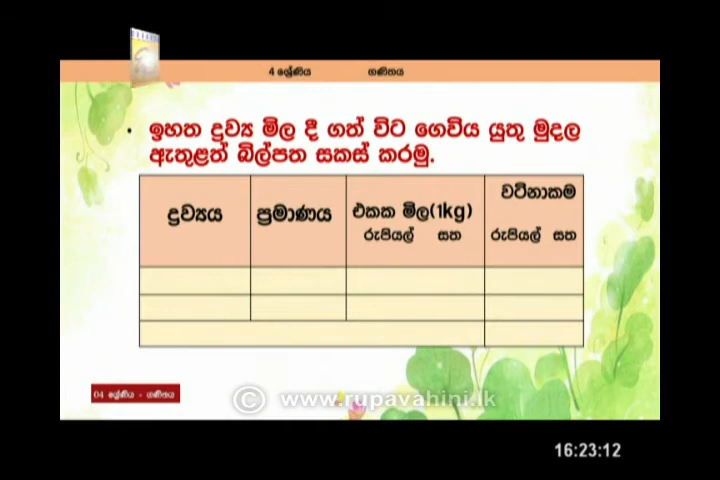 4 ශ්‍රේණිය ගණිතය
• ඉහත ද්‍රව්‍ය මිල දී ගත් විට ගෙවිය යුතු මුදල
ඇතුළත් බිල්පත සකස් කරමු.
ද්‍රව්‍යය ප්‍රමාණය එකක මිල(1kg) වටිනාකම
රුපියල් සත රුපියල් සත
04 ශ්‍රේණිය - ගණිතය
© www.rupavahini.lk
16:23:12